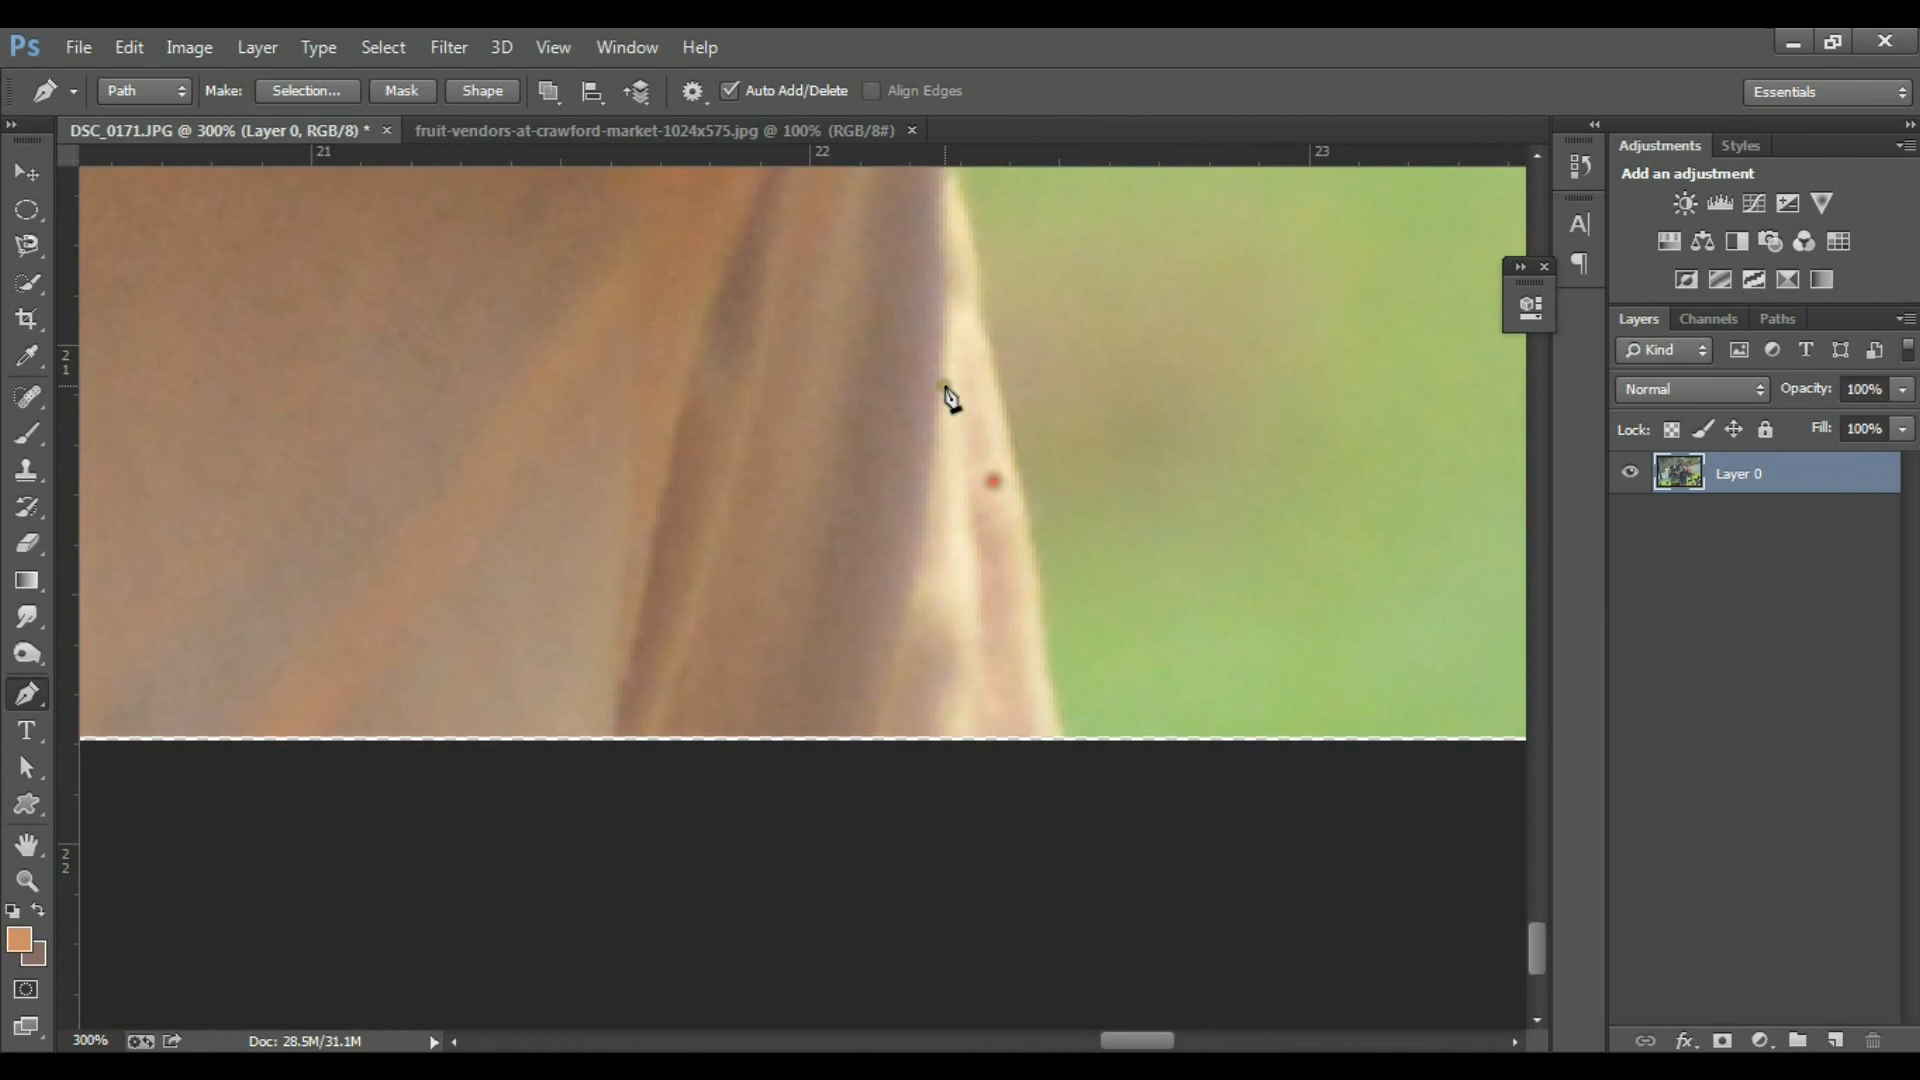 Ps File Edit Image Layer Type Select Filter 3D View Window Help
Path Make: Selection... Mask Shape Auto Add/Delete Align Edges Essentials
DSC_0171.JPG @ 300% (Layer 0, RGB/8) * × fruit-vendors-at-crawford-market-1024x575.jpg @ 100% (RGB/8#) ×
21 22 23
Adjustments Styles
Add an adjustment
Layers Channels Paths
Kind
Normal Opacity: 100%
Lock: Fill: 100%
Layer 0
21
22
300% Doc: 28.5M/31.1M